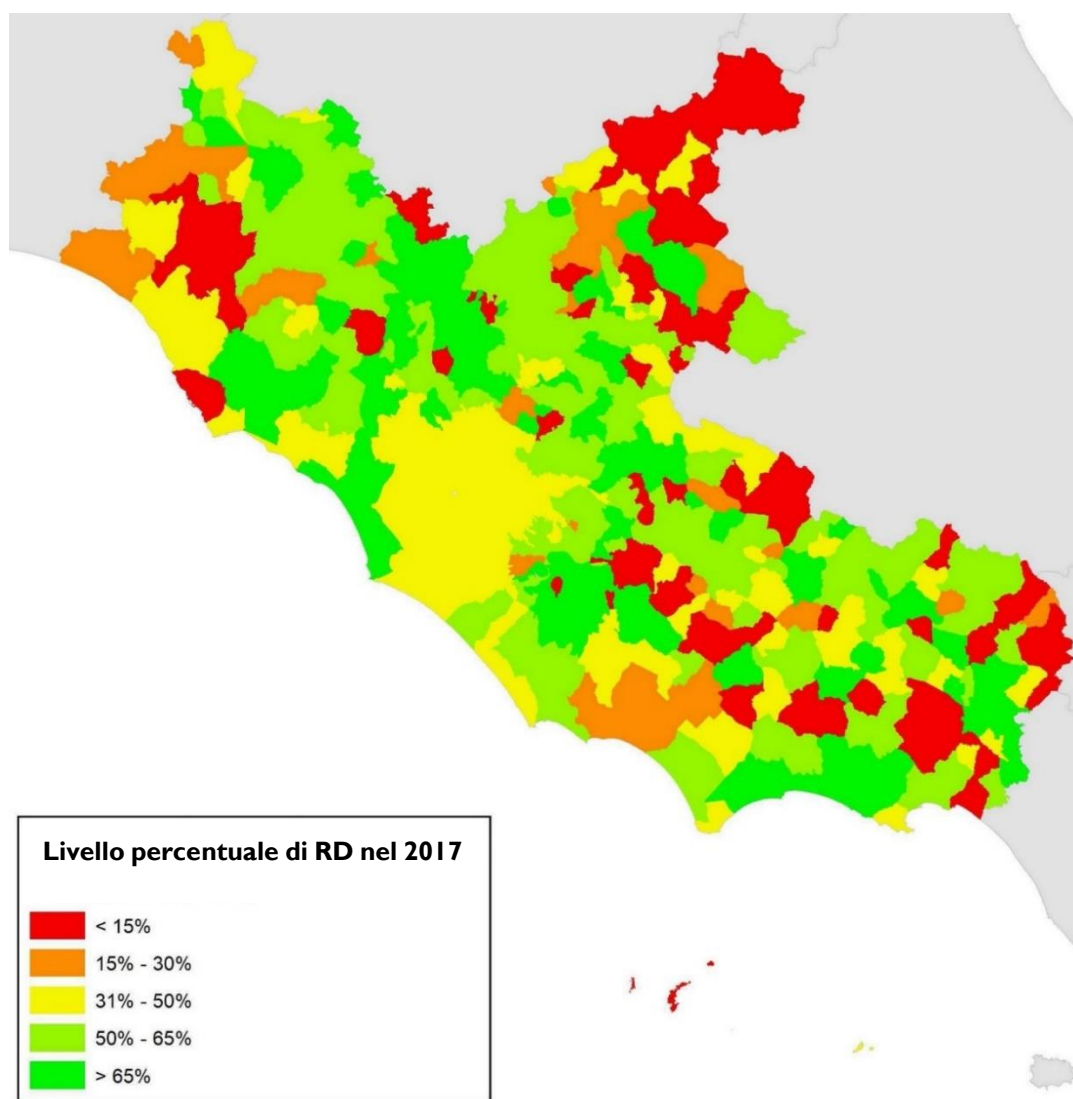 Livello percentuale di RD nel 2017
< 15%
15% - 30%
31% - 50%
50% - 65%
> 65%